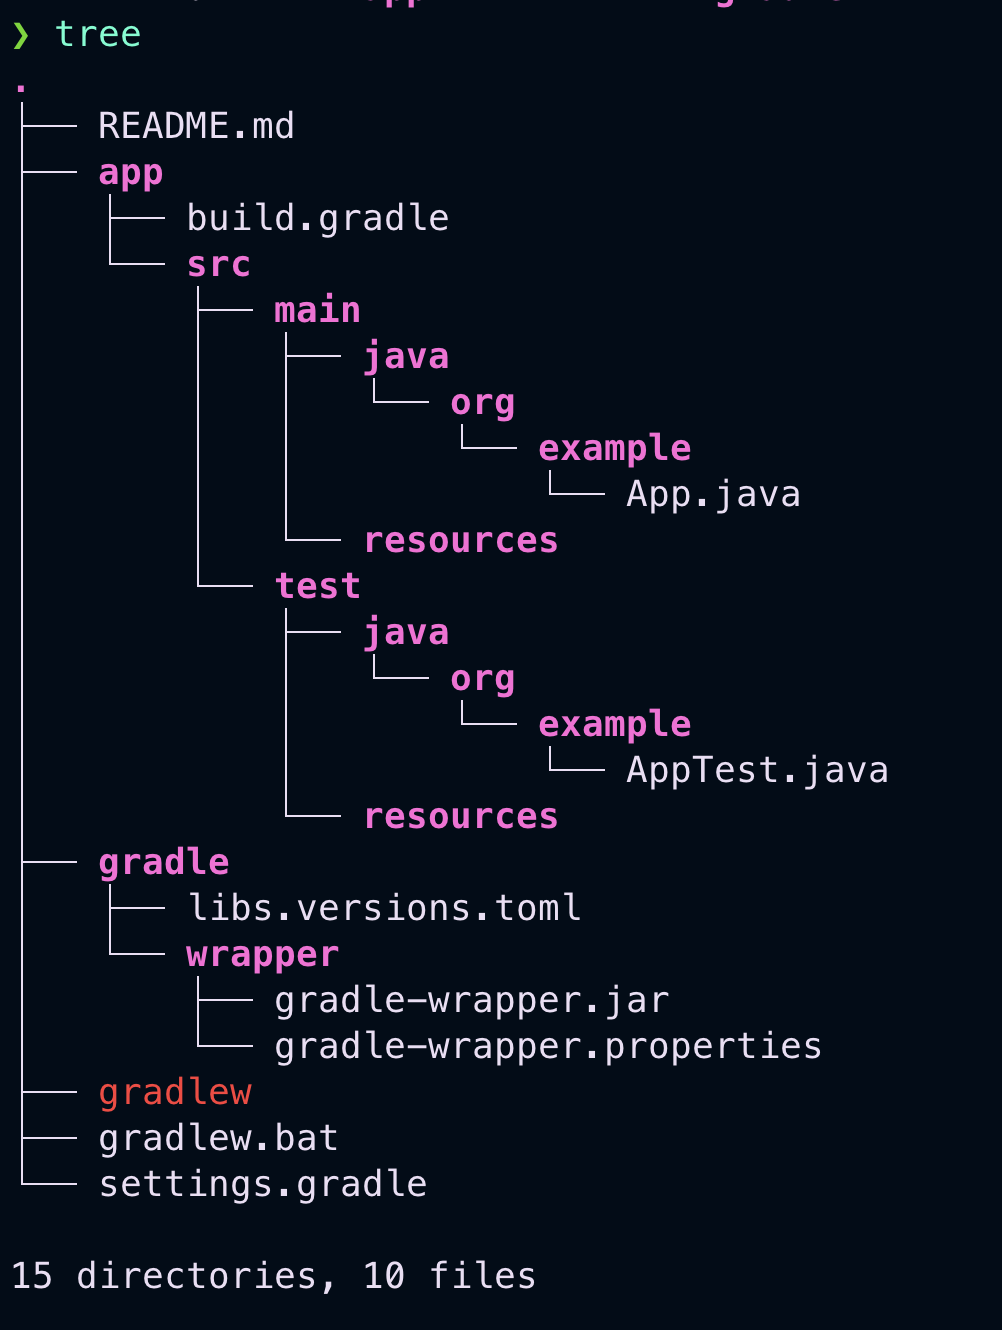 ❯ tree
.
├── README.md
├── app
│   ├── build.gradle
│   └── src
│       ├── main
│       │   ├── java
│       │   │   └── org
│       │   │       └── example
│       │   │           └── App.java
│       │   └── resources
│       └── test
│           ├── java
│           │   └── org
│           │       └── example
│           │           └── AppTest.java
│           └── resources
├── gradle
│   ├── libs.versions.toml
│   └── wrapper
│       ├── gradle-wrapper.jar
│       └── gradle-wrapper.properties
├── gradlew
├── gradlew.bat
└── settings.gradle
15 directories, 10 files